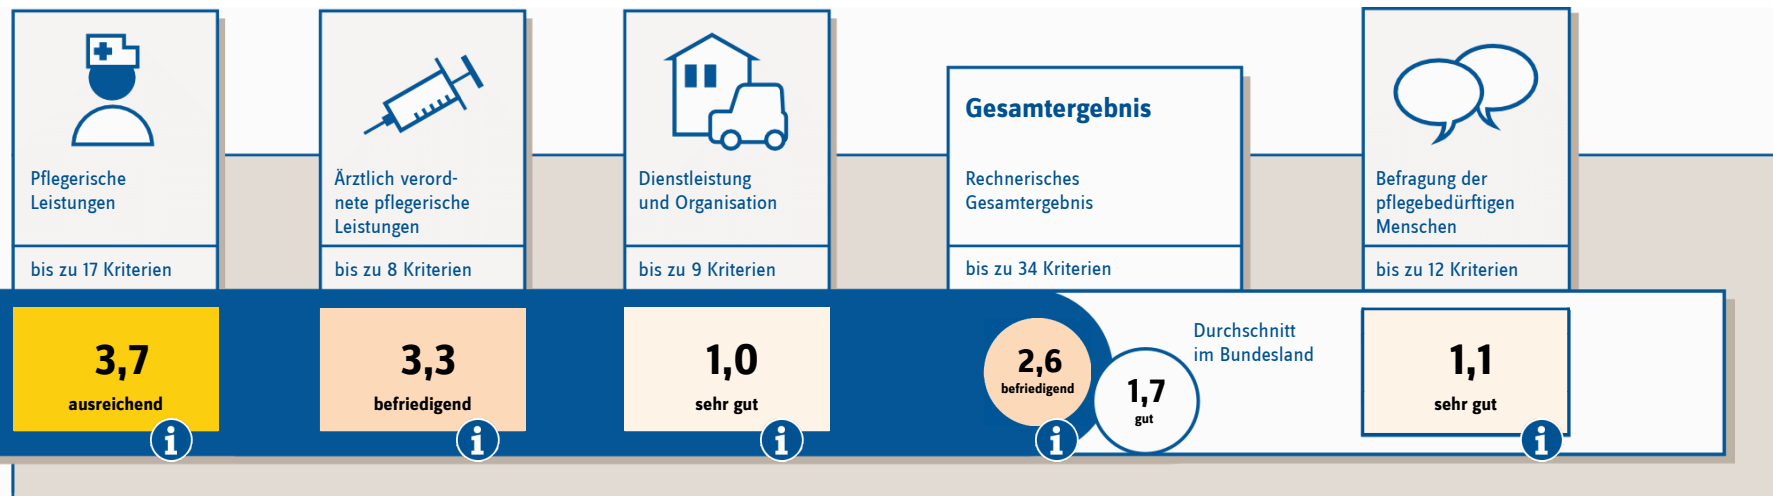 Pflegerische
Leistungen
bis zu 17 Kriterien
3,7
ausreichend
i
Ärztlich verord-
nete pflegerische
Leistungen
bis zu 8 Kriterien
3,3
befriedigend
i
Dienstleistung
und Organisation
bis zu 9 Kriterien
1,0
sehr gut
i
Gesamtergebnis
Rechnerisches
Gesamtergebnis
bis zu 34 Kriterien
2,6
befriedigend
i
1,7
gut
Durchschnitt
im Bundesland
Befragung der
pflegebedürftigen
Menschen
bis zu 12 Kriterien
1,1
sehr gut
i